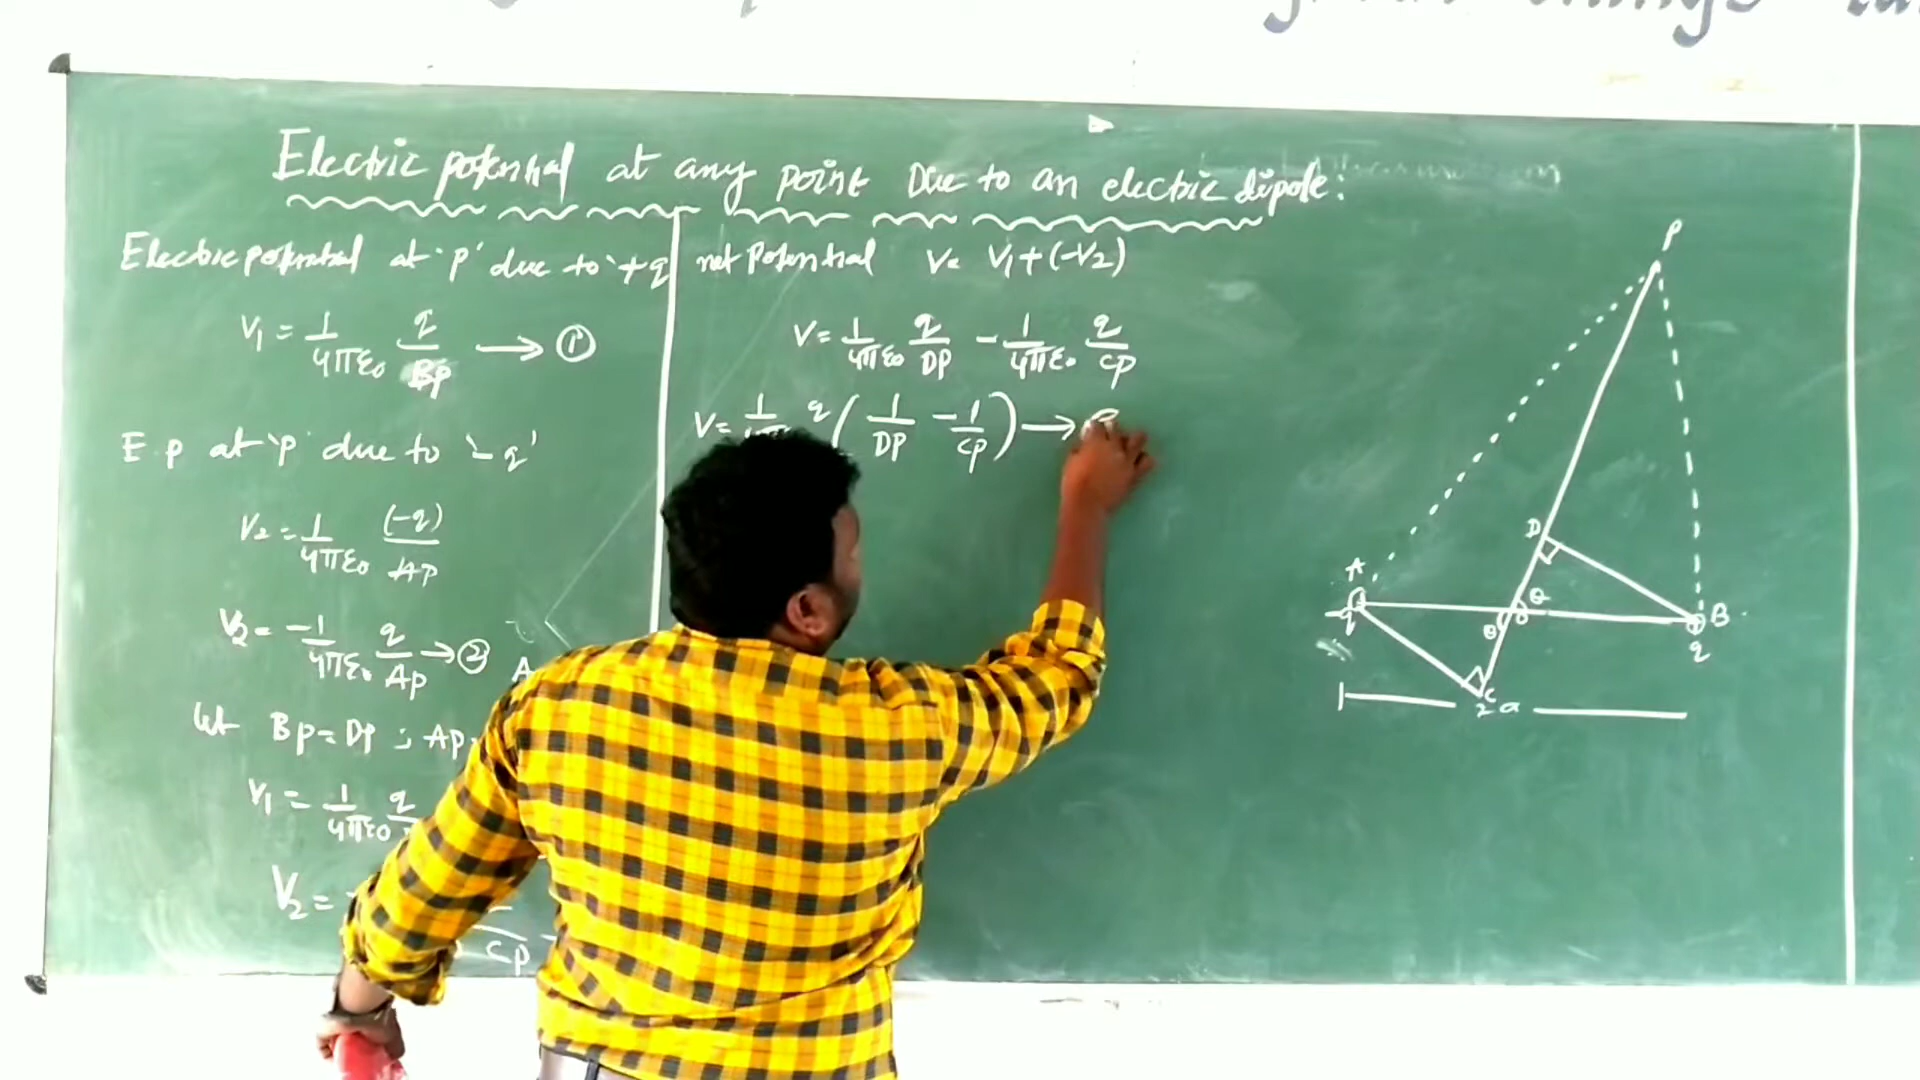 Electric potential at any point Due to an electric dipole:
Electric potential at 'p' due to '+q
V1 = 1/4πε0 q/Bp → ①
E.p at 'p' due to '-q'
V2 = 1/4πε0 (-q)/AP
V2 = -1/4πε0 q/Ap → ②
let Bp = Dp ; Ap
V1 = 1/4πε0 q
V2 =
Cp
net Potential V = V1+(-V2)
V = 1/4πε0 q/DP - 1/4πε0 q/CP
V = 1 q ( 1/DP - 1/CP ) →
P
D
A
θ
B
-q
θ
q
C
2a